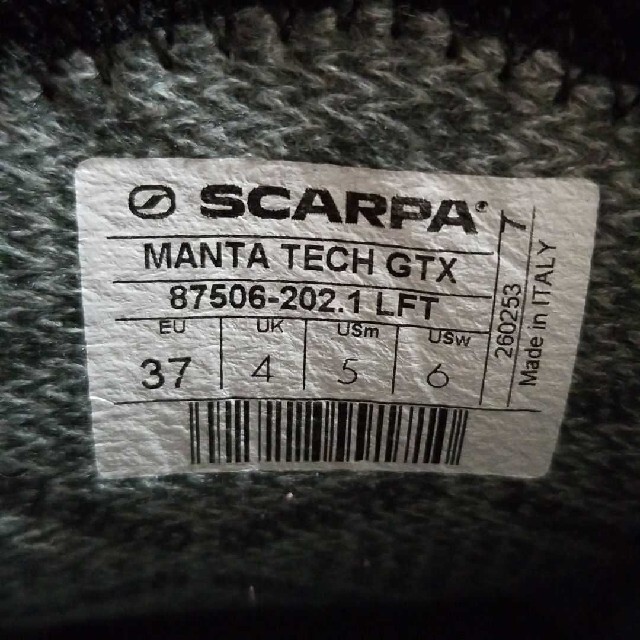 SCARPA®
MANTA TECH GTX
87506-202.1 LFT
EU UK USm USw
37 4 5 6
260253 7
Made in ITALY